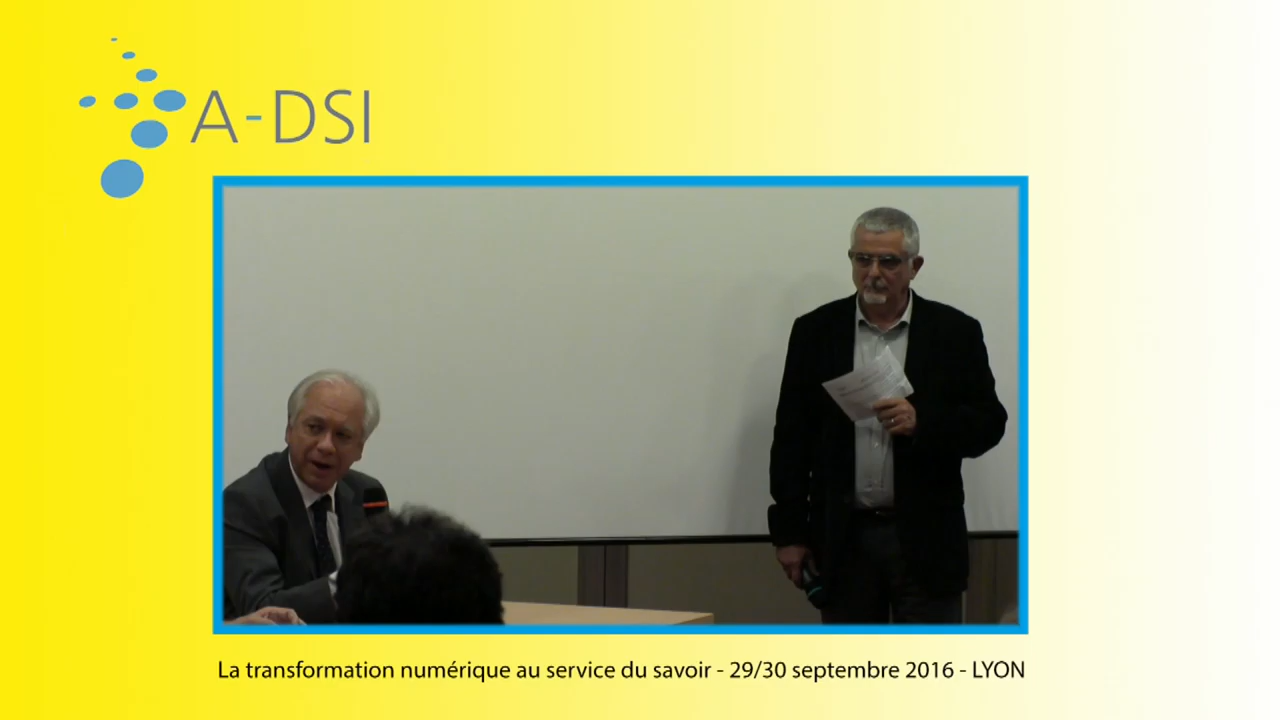 A-DSI
La transformation numérique au service du savoir - 29/30 septembre 2016 - LYON